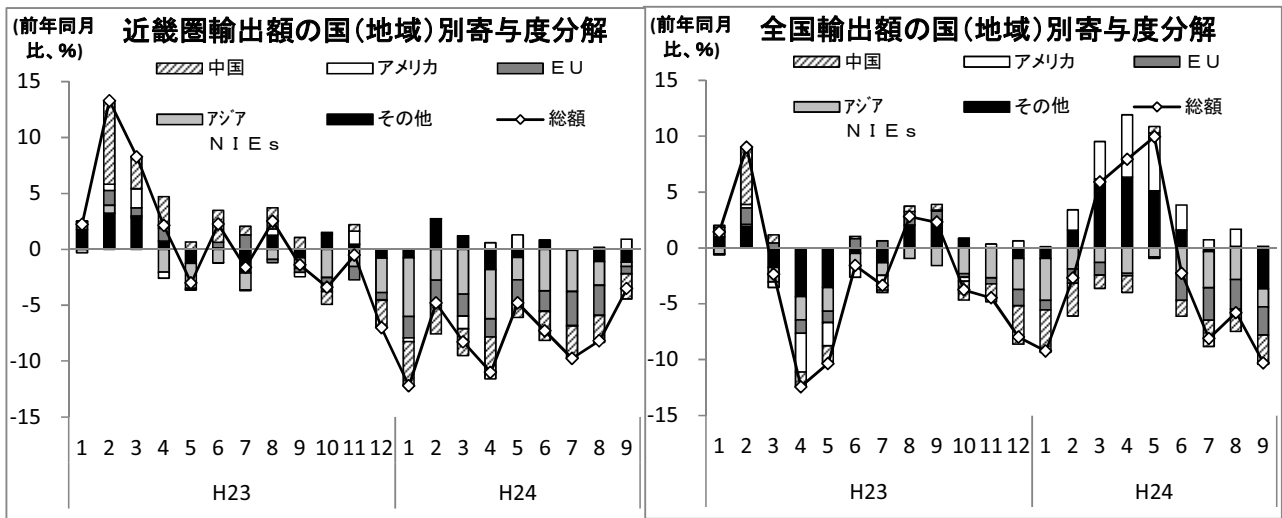 (前年同月
比、%)
近畿圏輸出額の国(地域)別寄与度分解
中国
アメリカ
EU
アジア
NIEs
その他
総額
15
10
5
0
-5
-10
-15
1 2 3 4 5 6 7 8 9 10 11 12 1 2 3 4 5 6 7 8 9
H23 H24
(前年同月
比、%)
全国輸出額の国(地域)別寄与度分解
中国
アメリカ
EU
アジア
NIEs
その他
総額
15
10
5
0
-5
-10
-15
1 2 3 4 5 6 7 8 9 10 11 12 1 2 3 4 5 6 7 8 9
H23 H24